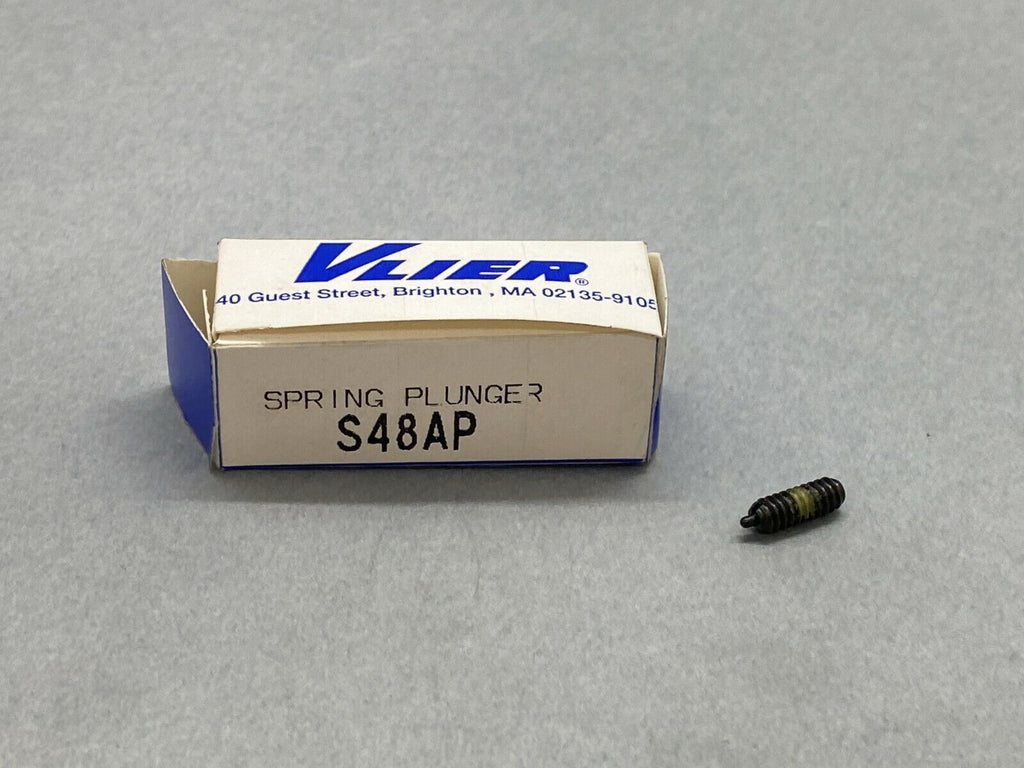 VLIER®
40 Guest Street, Brighton , MA 02135-9105
SPRING PLUNGER
S48AP